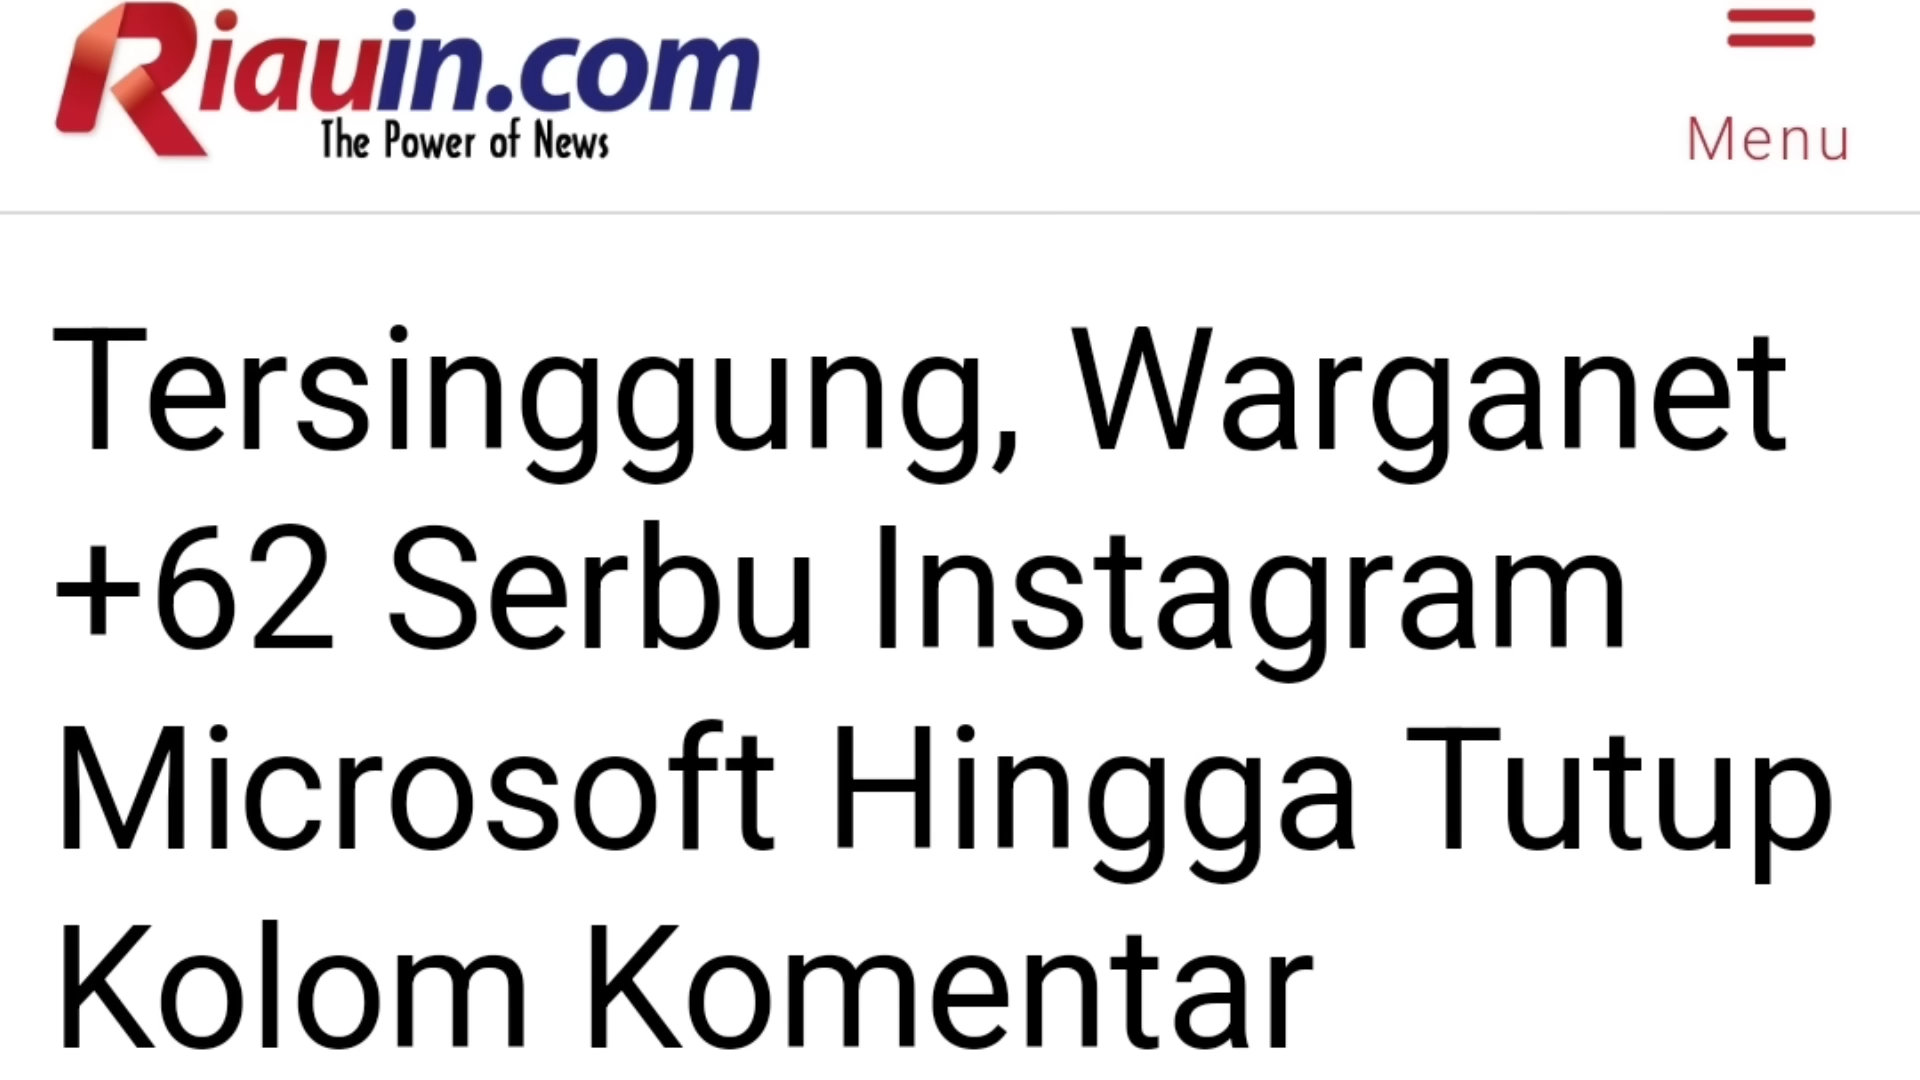 Riauin.com
The Power of News
Menu
Tersinggung, Warganet
+62 Serbu Instagram
Microsoft Hingga Tutup
Kolom Komentar